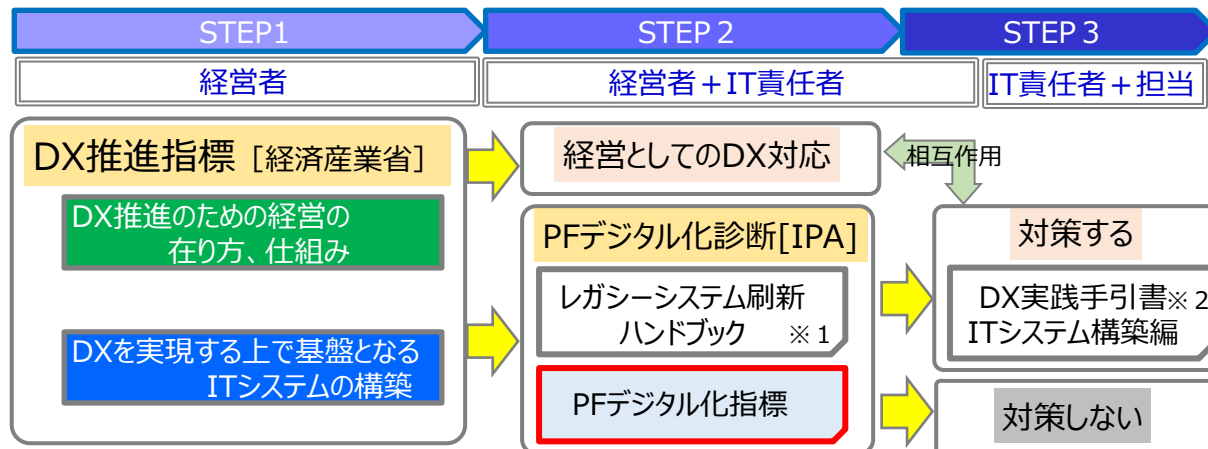 STEP1
STEP 2
STEP 3
経営者
経営者＋IT責任者
IT責任者＋担当
DX推進指標 [経済産業省]
DX推進のための経営の
在り方、仕組み
DXを実現する上で基盤となる
ITシステムの構築
経営としてのDX対応
相互作用
PFデジタル化診断[IPA]
レガシーシステム刷新
ハンドブック ※1
PFデジタル化指標
対策する
DX実践手引書※2
ITシステム構築編
対策しない